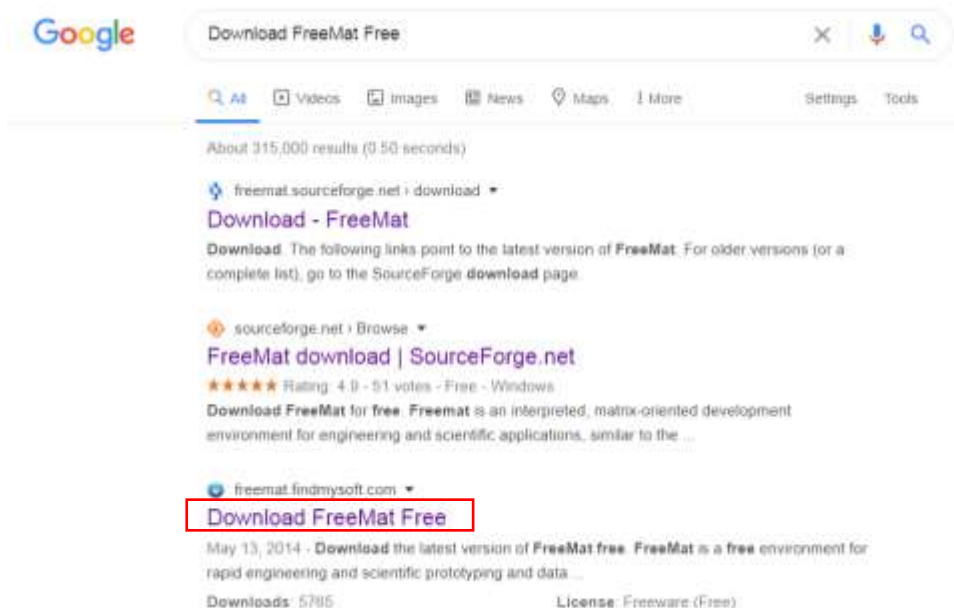 Google
Download FreeMat Free
All Videos Images News Maps More Settings Tools
About 315,000 results (0.50 seconds)
freemat.sourceforge.net › download
Download - FreeMat
Download. The following links point to the latest version of FreeMat. For older versions (or a
complete list), go to the SourceForge download page.
sourceforge.net › Browse
FreeMat download | SourceForge.net
Rating: 4.9 - 51 votes - Free - Windows
Download FreeMat for free. Freemat is an interpreted, matrix-oriented development
environment for engineering and scientific applications, similar to the ...
freemat.findmysoft.com
Download FreeMat Free
May 13, 2014 - Download the latest version of FreeMat free. FreeMat is a free environment for
rapid engineering and scientific prototyping and data ...
Downloads: 5765 License: Freeware (Free)